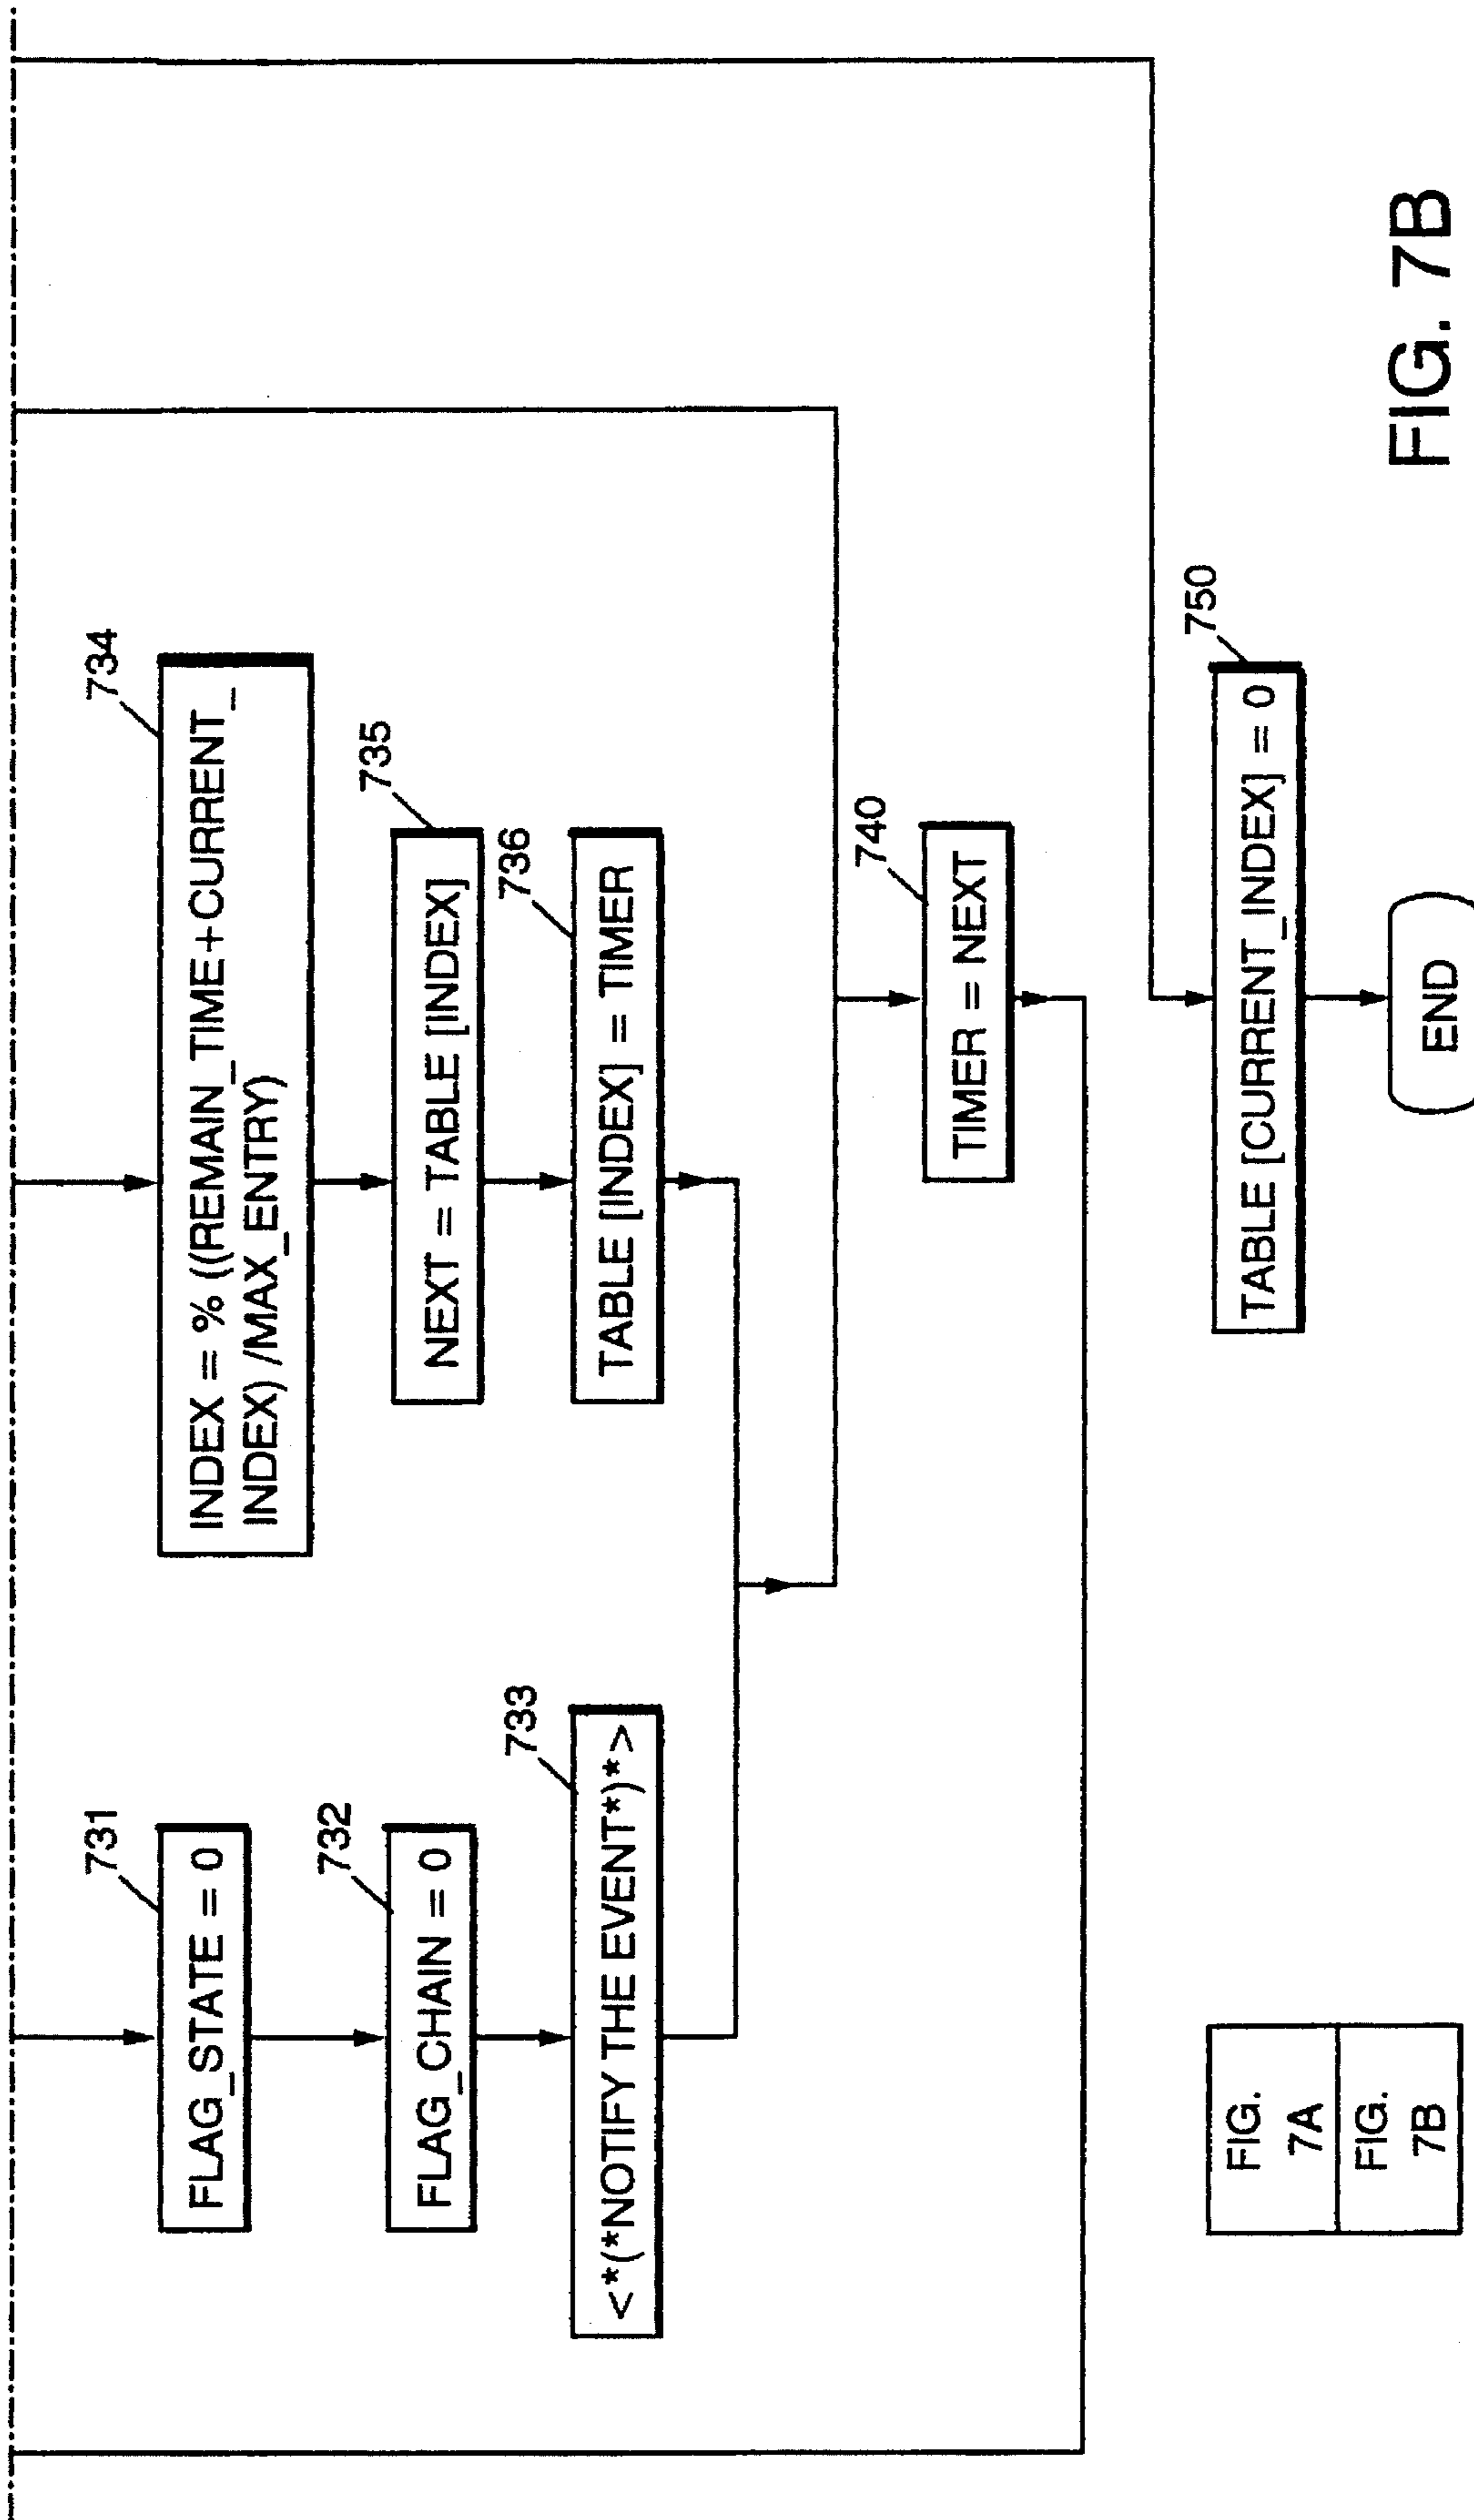 731
FLAG_STATE = 0
732
FLAG_CHAIN = 0
733
<*(*NOTIFY THE EVENT*)*>
734
INDEX = % ((REMAIN_TIME+CURRENT_
INDEX) /MAX_ENTRY)
735
NEXT = TABLE [INDEX]
736
TABLE [INDEX] = TIMER
740
TIMER = NEXT
750
TABLE [CURRENT_INDEX] = 0
END
FIG.
7A
FIG.
7B
FIG. 7B